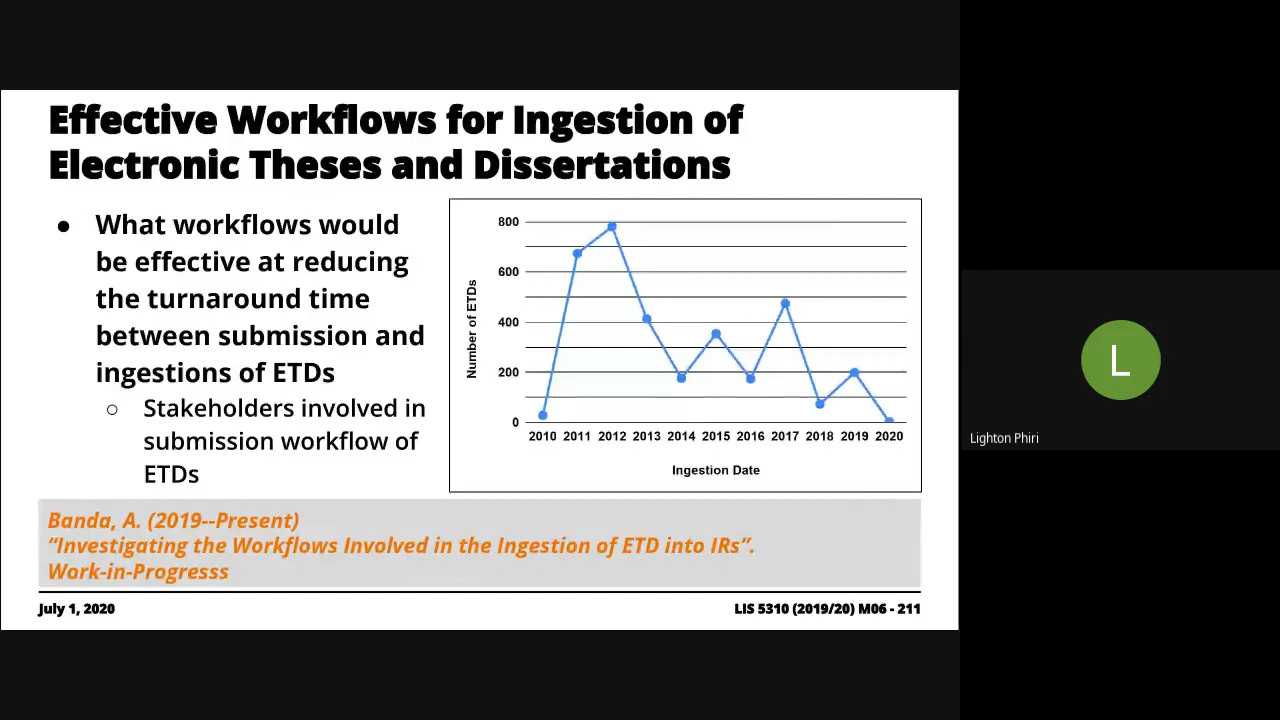 Effective Workflows for Ingestion of
Electronic Theses and Dissertations
● What workflows would
be effective at reducing
the turnaround time
between submission and
ingestions of ETDs
○ Stakeholders involved in
submission workflow of
ETDs
Number of ETDs
800
600
400
200
0
2010 2011 2012 2013 2014 2015 2016 2017 2018 2019 2020
Ingestion Date
Banda, A. (2019--Present)
“Investigating the Workflows Involved in the Ingestion of ETD into IRs”.
Work-in-Progresss
July 1, 2020
LIS 5310 (2019/20) M06 - 211
L
Lighton Phiri